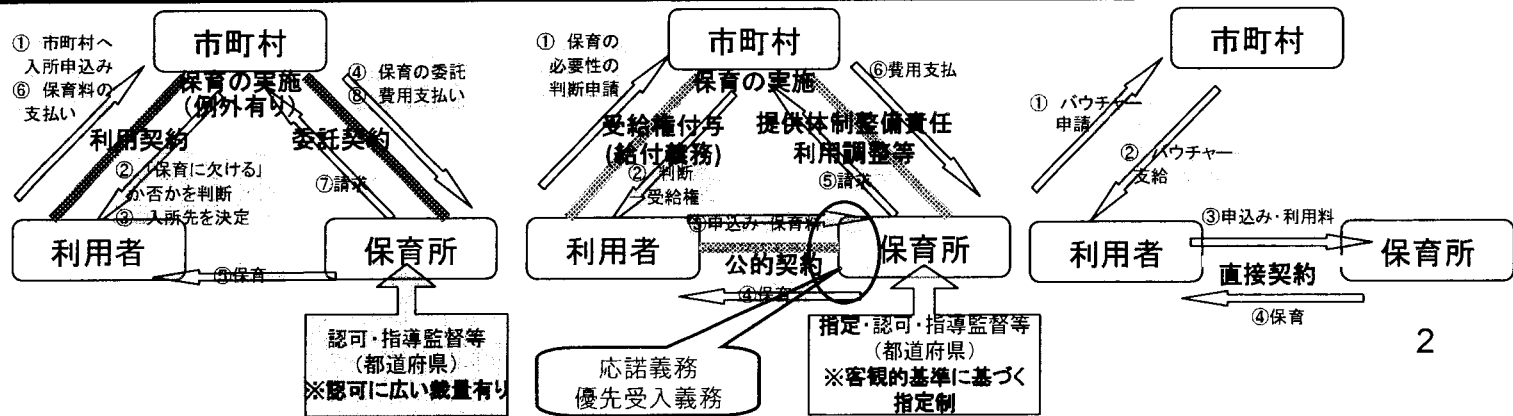 市町村
① 市町村へ
入所申込み
⑥ 保育料の
支払い
保育の実施
(例外有り)
④ 保育の委託
⑧ 費用支払い
利用契約
委託契約
②「保育に欠ける」
か否かを判断
③ 入所先を決定
⑦請求
利用者
保育所
⑤保育
認可・指導監督等
(都道府県)
※認可に広い裁量有り
市町村
① 保育の
必要性の
判断申請
保育の実施
⑥費用支払
受給権付与
(給付義務)
提供体制整備責任
利用調整等
② 判断
→受給権
⑤請求
③申込み・保育料
利用者
保育所
公的契約
④保育
応諾義務
優先受入義務
指定・認可・指導監督等
(都道府県)
※客観的基準に基づく
指定制
市町村
① バウチャー
申請
② バウチャー
支給
③申込み・利用料
利用者
保育所
直接契約
④保育
2